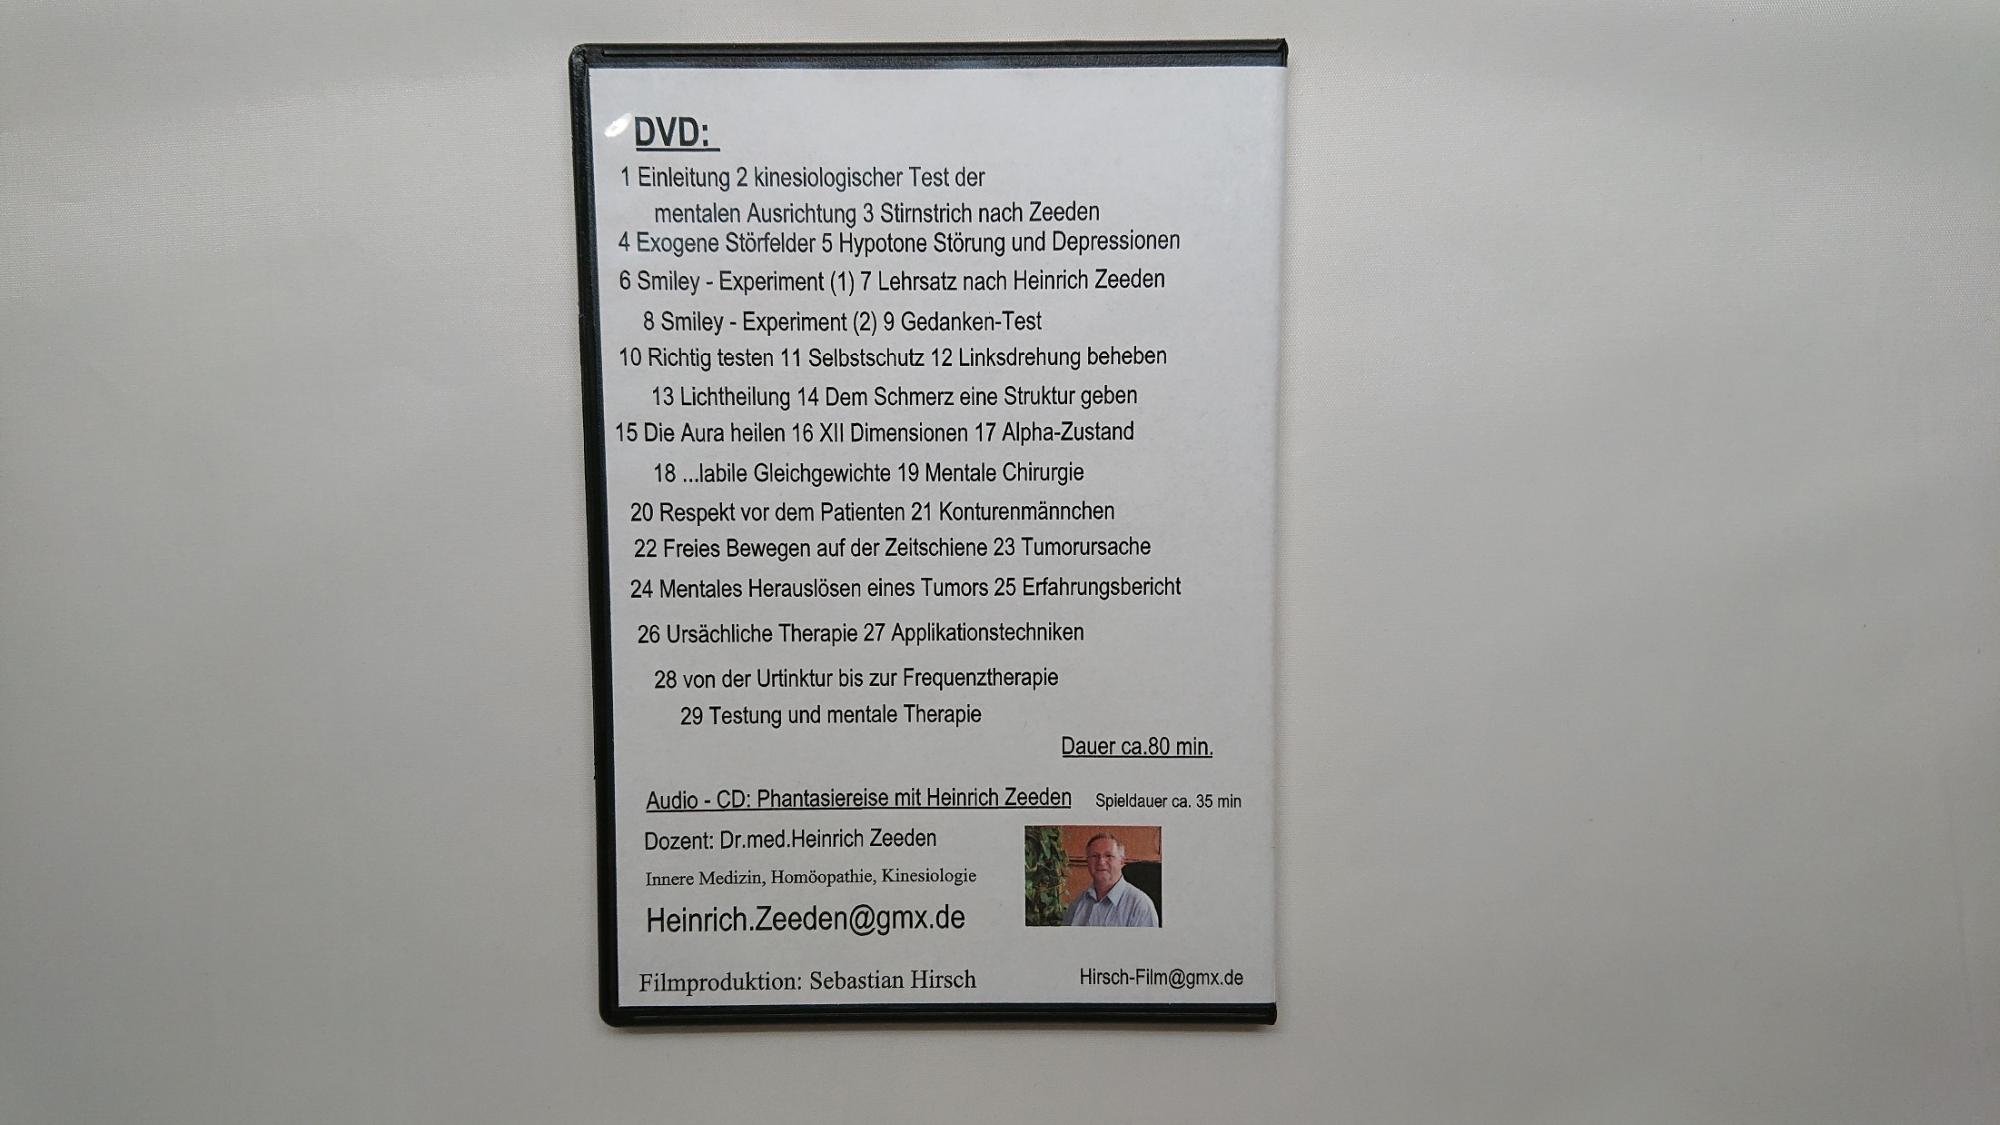 DVD:
1 Einleitung 2 kinesiologischer Test der
mentalen Ausrichtung 3 Stirnstrich nach Zeeden
4 Exogene Störfelder 5 Hypotone Störung und Depressionen
6 Smiley - Experiment (1) 7 Lehrsatz nach Heinrich Zeeden
8 Smiley - Experiment (2) 9 Gedanken-Test
10 Richtig testen 11 Selbstschutz 12 Linksdrehung beheben
13 Lichtheilung 14 Dem Schmerz eine Struktur geben
15 Die Aura heilen 16 XII Dimensionen 17 Alpha-Zustand
18 ...labile Gleichgewichte 19 Mentale Chirurgie
20 Respekt vor dem Patienten 21 Konturenmännchen
22 Freies Bewegen auf der Zeitschiene 23 Tumorursache
24 Mentales Herauslösen eines Tumors 25 Erfahrungsbericht
26 Ursächliche Therapie 27 Applikationstechniken
28 von der Urtinktur bis zur Frequenztherapie
29 Testung und mentale Therapie
Dauer ca.80 min.
Audio - CD: Phantasiereise mit Heinrich Zeeden Spieldauer ca. 35 min
Dozent: Dr.med.Heinrich Zeeden
Innere Medizin, Homöopathie, Kinesiologie
Heinrich.Zeeden@gmx.de
Filmproduktion: Sebastian Hirsch Hirsch-Film@gmx.de